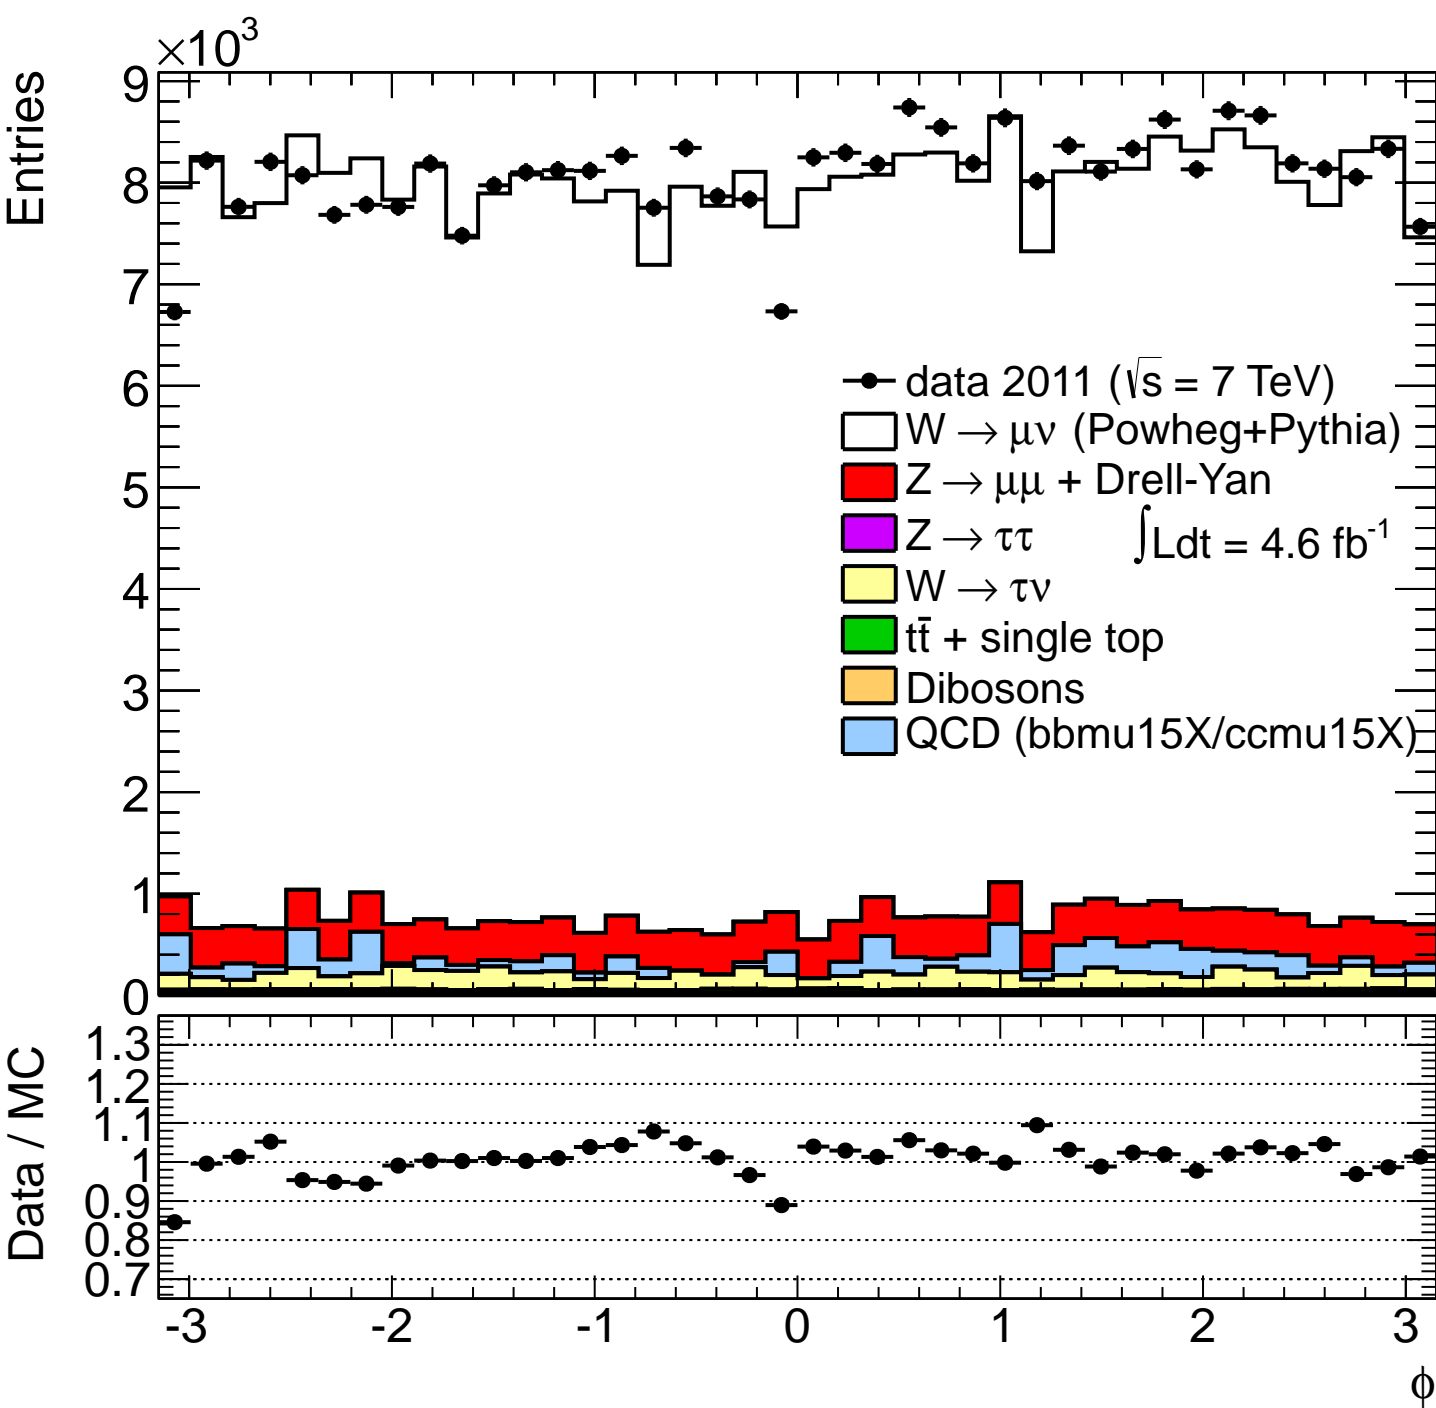 ×10³
Entries
9
8
7
6
5
4
3
2
1
0
data 2011 (√s = 7 TeV)
W → μν (Powheg+Pythia)
Z → μμ + Drell-Yan
Z → ττ
∫Ldt = 4.6 fb⁻¹
W → τν
tt̄ + single top
Dibosons
QCD (bbmu15X/ccmu15X)
Data / MC
1.3
1.2
1.1
1
0.9
0.8
0.7
-3 -2 -1 0 1 2 3
ϕ